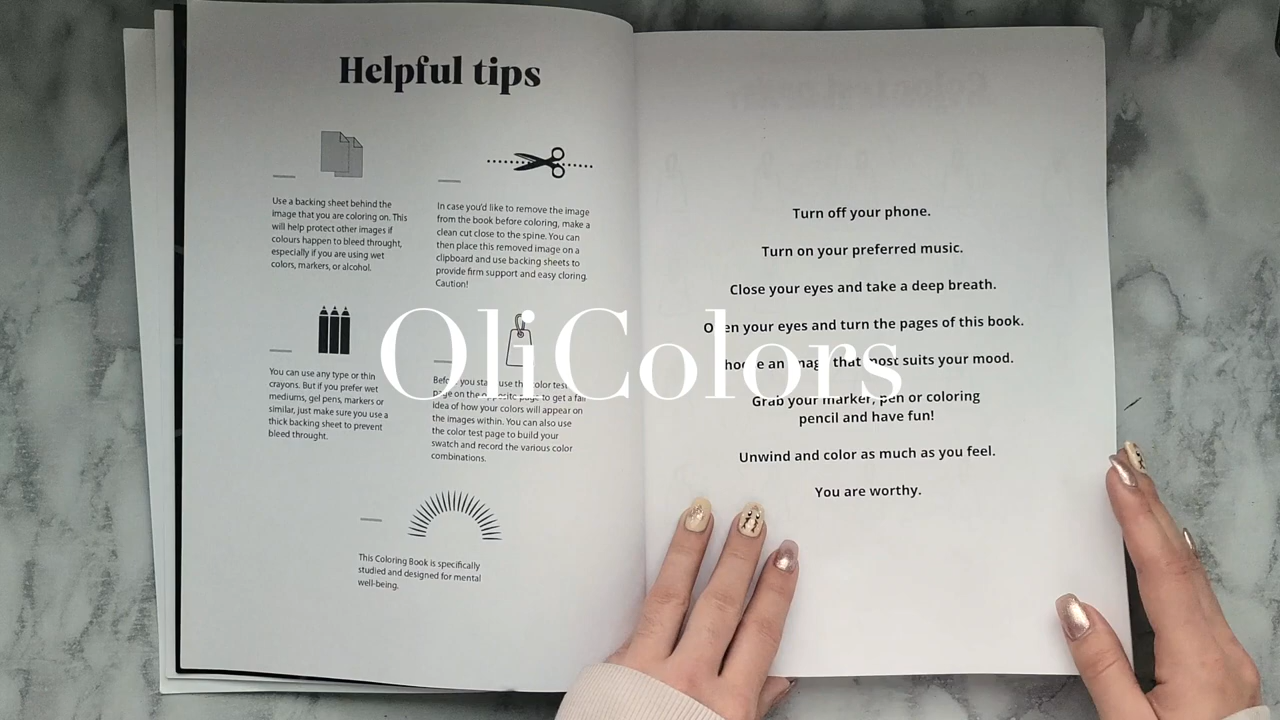 Helpful tips
Use a backing sheet behind the
image that you are coloring on. This
will help protect other images if
colours happen to bleed throught,
especially if you are using wet
colors, markers, or alcohol.
In case you'd like to remove the image
from the book before coloring, make a
clean cut close to the spine. You can
then place this removed image on a
clipboard and use backing sheets to
provide firm support and easy cloring.
Caution!
You can use any type or thin
crayons. But if you prefer wet
mediums, gel pens, markers or
similar, just make sure you use a
thick backing sheet to prevent
bleed throught.
Before you start use the color test
page on the opposite page to get a fair
idea of how your colors will appear on
the images within. You can also use
the color test page to build your
swatch and record the various color
combinations.
This Coloring Book is specifically
studied and designed for mental
well-being.
Turn off your phone.
Turn on your preferred music.
Close your eyes and take a deep breath.
Open your eyes and turn the pages of this book.
Choose an image that most suits your mood.
Grab your marker, pen or coloring
pencil and have fun!
Unwind and color as much as you feel.
You are worthy.
OliColors